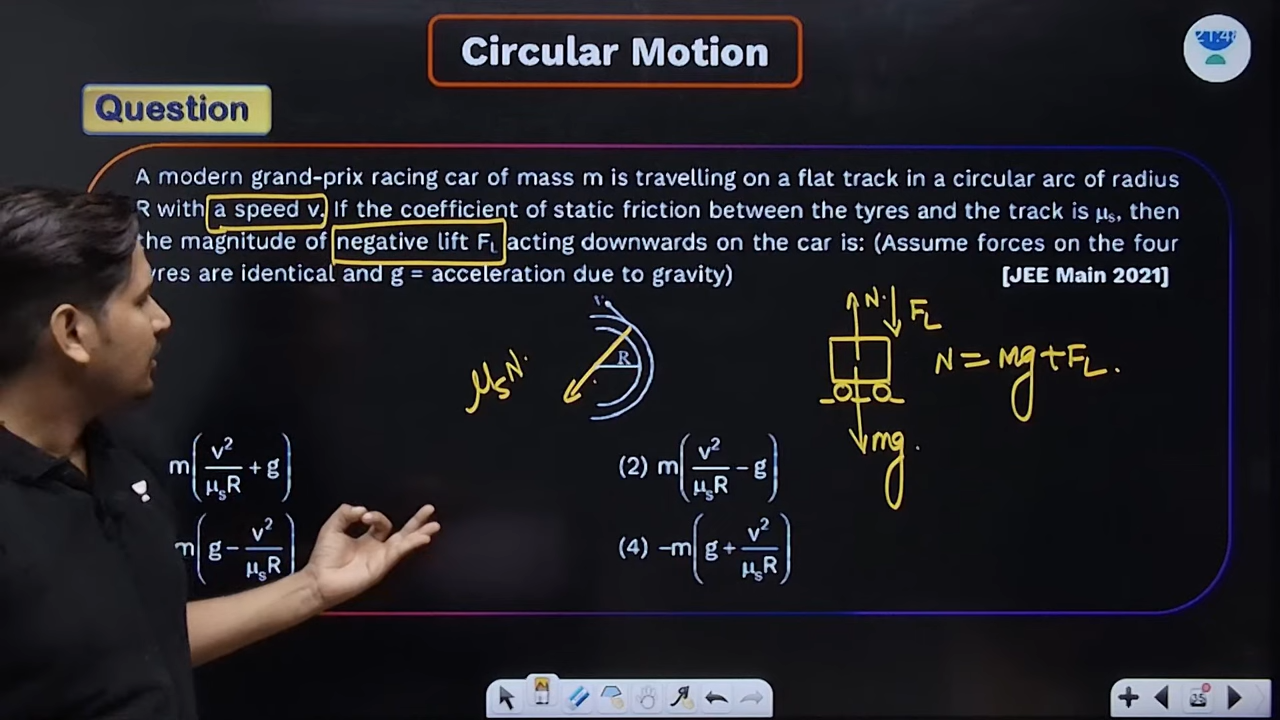 Circular Motion
Question
A modern grand-prix racing car of mass m is travelling on a flat track in a circular arc of radius
R with a speed v. If the coefficient of static friction between the tyres and the track is μₛ, then
the magnitude of negative lift F_L acting downwards on the car is: (Assume forces on the four
tyres are identical and g = acceleration due to gravity) [JEE Main 2021]
μₛN.
R
N.
F_L
N = mg + F_L.
mg.
m(v²/μₛR + g)
(2) m(v²/μₛR − g)
m(g − v²/μₛR)
(4) −m(g + v²/μₛR)